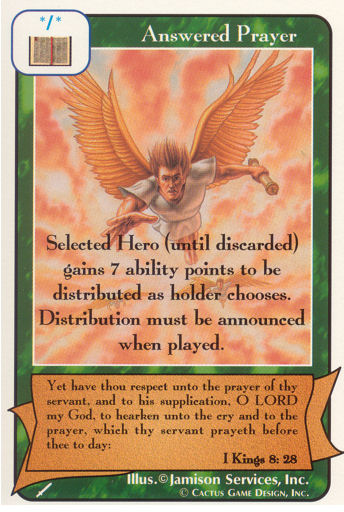 */*
Answered Prayer
Selected Hero (until discarded)
gains 7 ability points to be
distributed as holder chooses.
Distribution must be announced
when played.
Yet have thou respect unto the prayer of thy
servant, and to his supplication, O LORD
my God, to hearken unto the cry and to the
prayer, which thy servant prayeth before
thee to day:
I Kings 8: 28
Illus.©Jamison Services, Inc.
© CACTUS GAME DESIGN, INC.